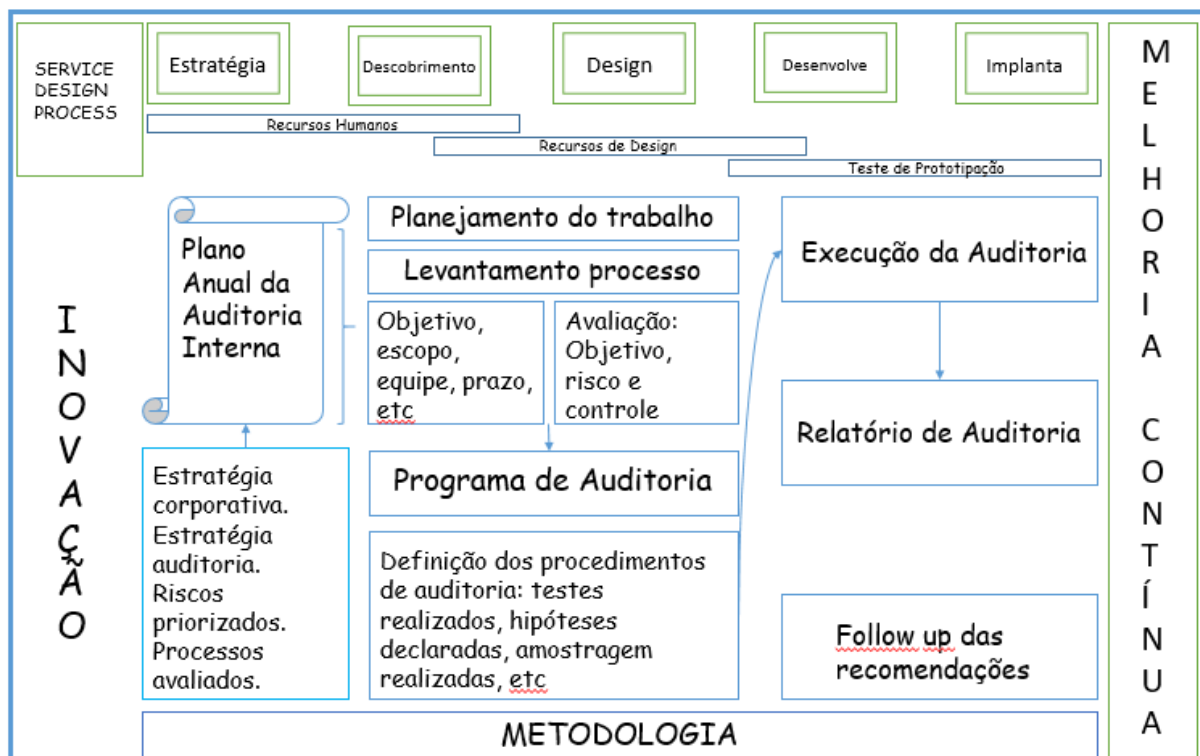 SERVICE
DESIGN
PROCESS
Estratégia
Descobrimento
Design
Desenvolve
Implanta
Recursos Humanos
Recursos de Design
Teste de Prototipação
INOVAÇÃO
Plano
Anual da
Auditoria
Interna
Estratégia
corporativa.
Estratégia
auditoria.
Riscos
priorizados.
Processos
avaliados.
Planejamento do trabalho
Levantamento processo
Objetivo,
escopo,
equipe, prazo,
etc
Avaliação:
Objetivo,
risco e
controle
Programa de Auditoria
Definição dos procedimentos
de auditoria: testes
realizados, hipóteses
declaradas, amostragem
realizadas, etc
Execução da Auditoria
Relatório de Auditoria
Follow up das
recomendações
METODOLOGIA
MELHORIA CONTÍNUA